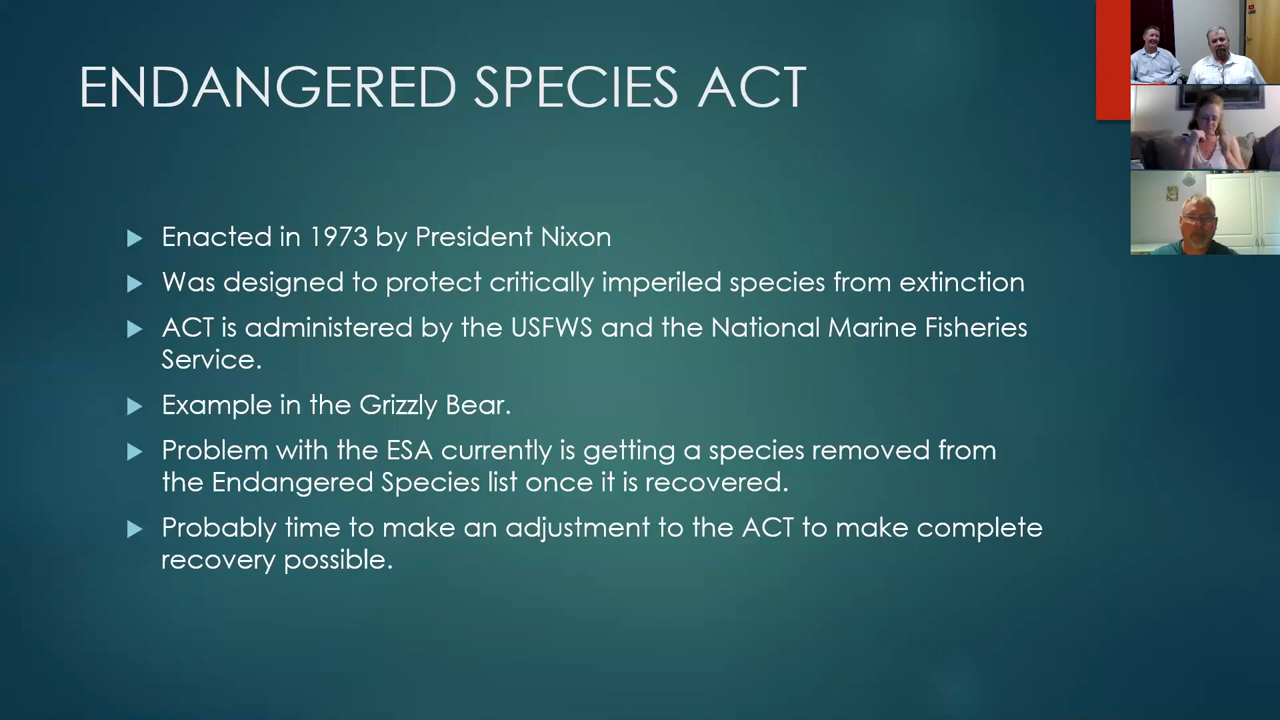 ENDANGERED SPECIES ACT
Enacted in 1973 by President Nixon
Was designed to protect critically imperiled species from extinction
ACT is administered by the USFWS and the National Marine Fisheries
Service.
Example in the Grizzly Bear.
Problem with the ESA currently is getting a species removed from
the Endangered Species list once it is recovered.
Probably time to make an adjustment to the ACT to make complete
recovery possible.